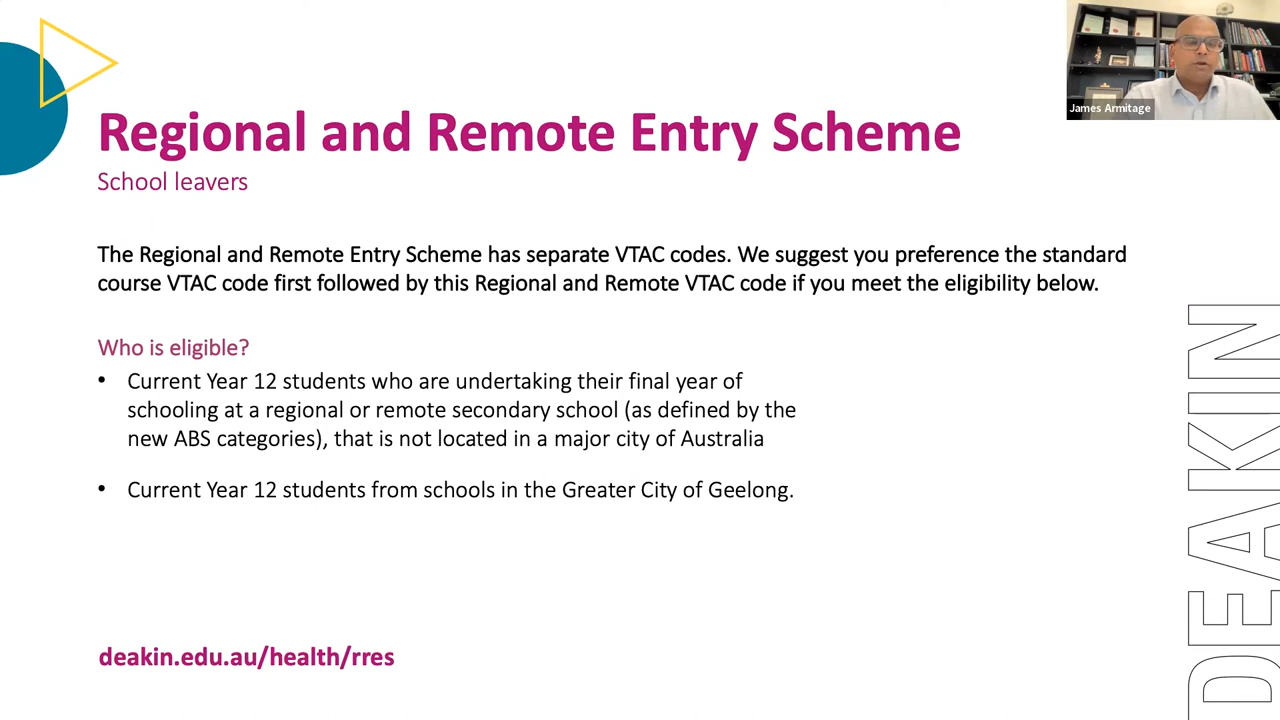 James Armitage
Regional and Remote Entry Scheme
School leavers
The Regional and Remote Entry Scheme has separate VTAC codes. We suggest you preference the standard
course VTAC code first followed by this Regional and Remote VTAC code if you meet the eligibility below.
Who is eligible?
• Current Year 12 students who are undertaking their final year of
schooling at a regional or remote secondary school (as defined by the
new ABS categories), that is not located in a major city of Australia
• Current Year 12 students from schools in the Greater City of Geelong.
deakin.edu.au/health/rres
DEAKIN